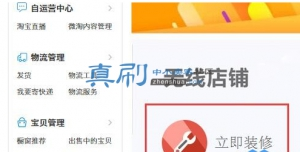 自运营中心
淘宝直播 微淘内容管理
物流管理
发货 物流工
我要寄快递 物流服务
真刷
zhenshua
无线店铺
宝贝管理
橱窗推荐 出售中的宝贝
立即装修